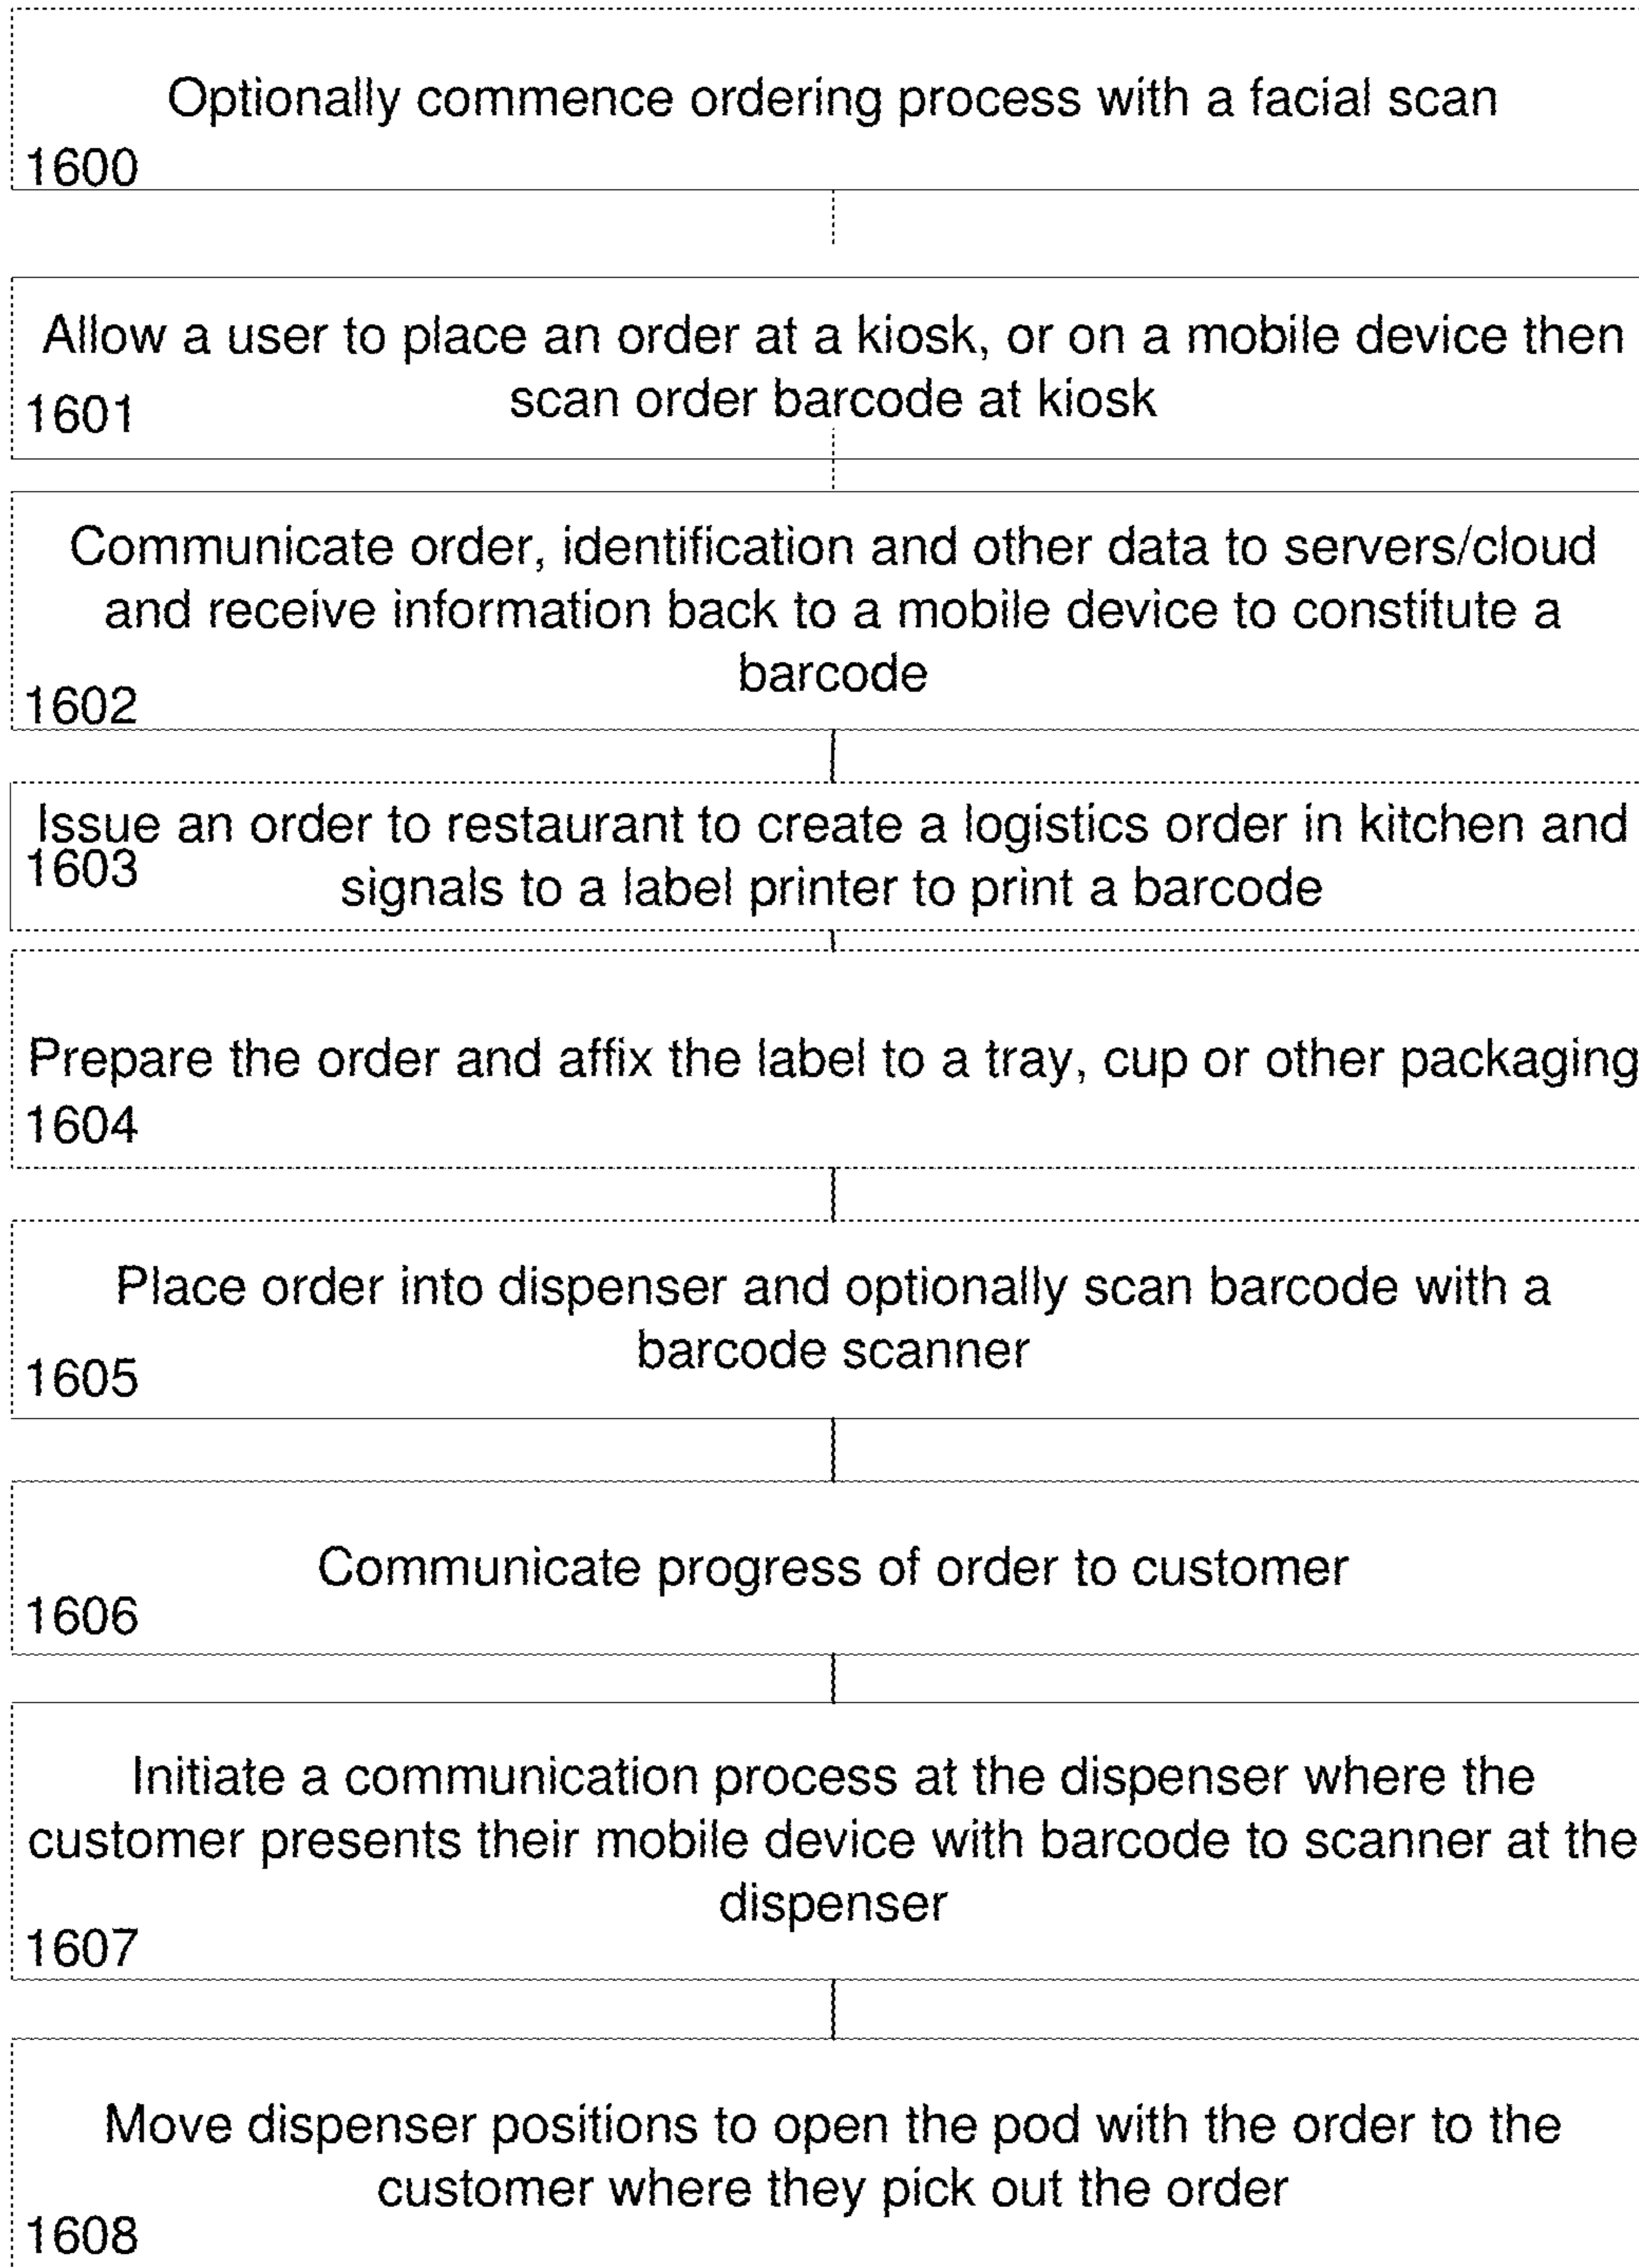 Optionally commence ordering process with a facial scan
1600
Allow a user to place an order at a kiosk, or on a mobile device then
scan order barcode at kiosk
1601
Communicate order, identification and other data to servers/cloud
and receive information back to a mobile device to constitute a
barcode
1602
Issue an order to restaurant to create a logistics order in kitchen and
1603
signals to a label printer to print a barcode
Prepare the order and affix the label to a tray, cup or other packaging
1604
Place order into dispenser and optionally scan barcode with a
barcode scanner
1605
Communicate progress of order to customer
1606
Initiate a communication process at the dispenser where the
customer presents their mobile device with barcode to scanner at the
dispenser
1607
Move dispenser positions to open the pod with the order to the
customer where they pick out the order
1608